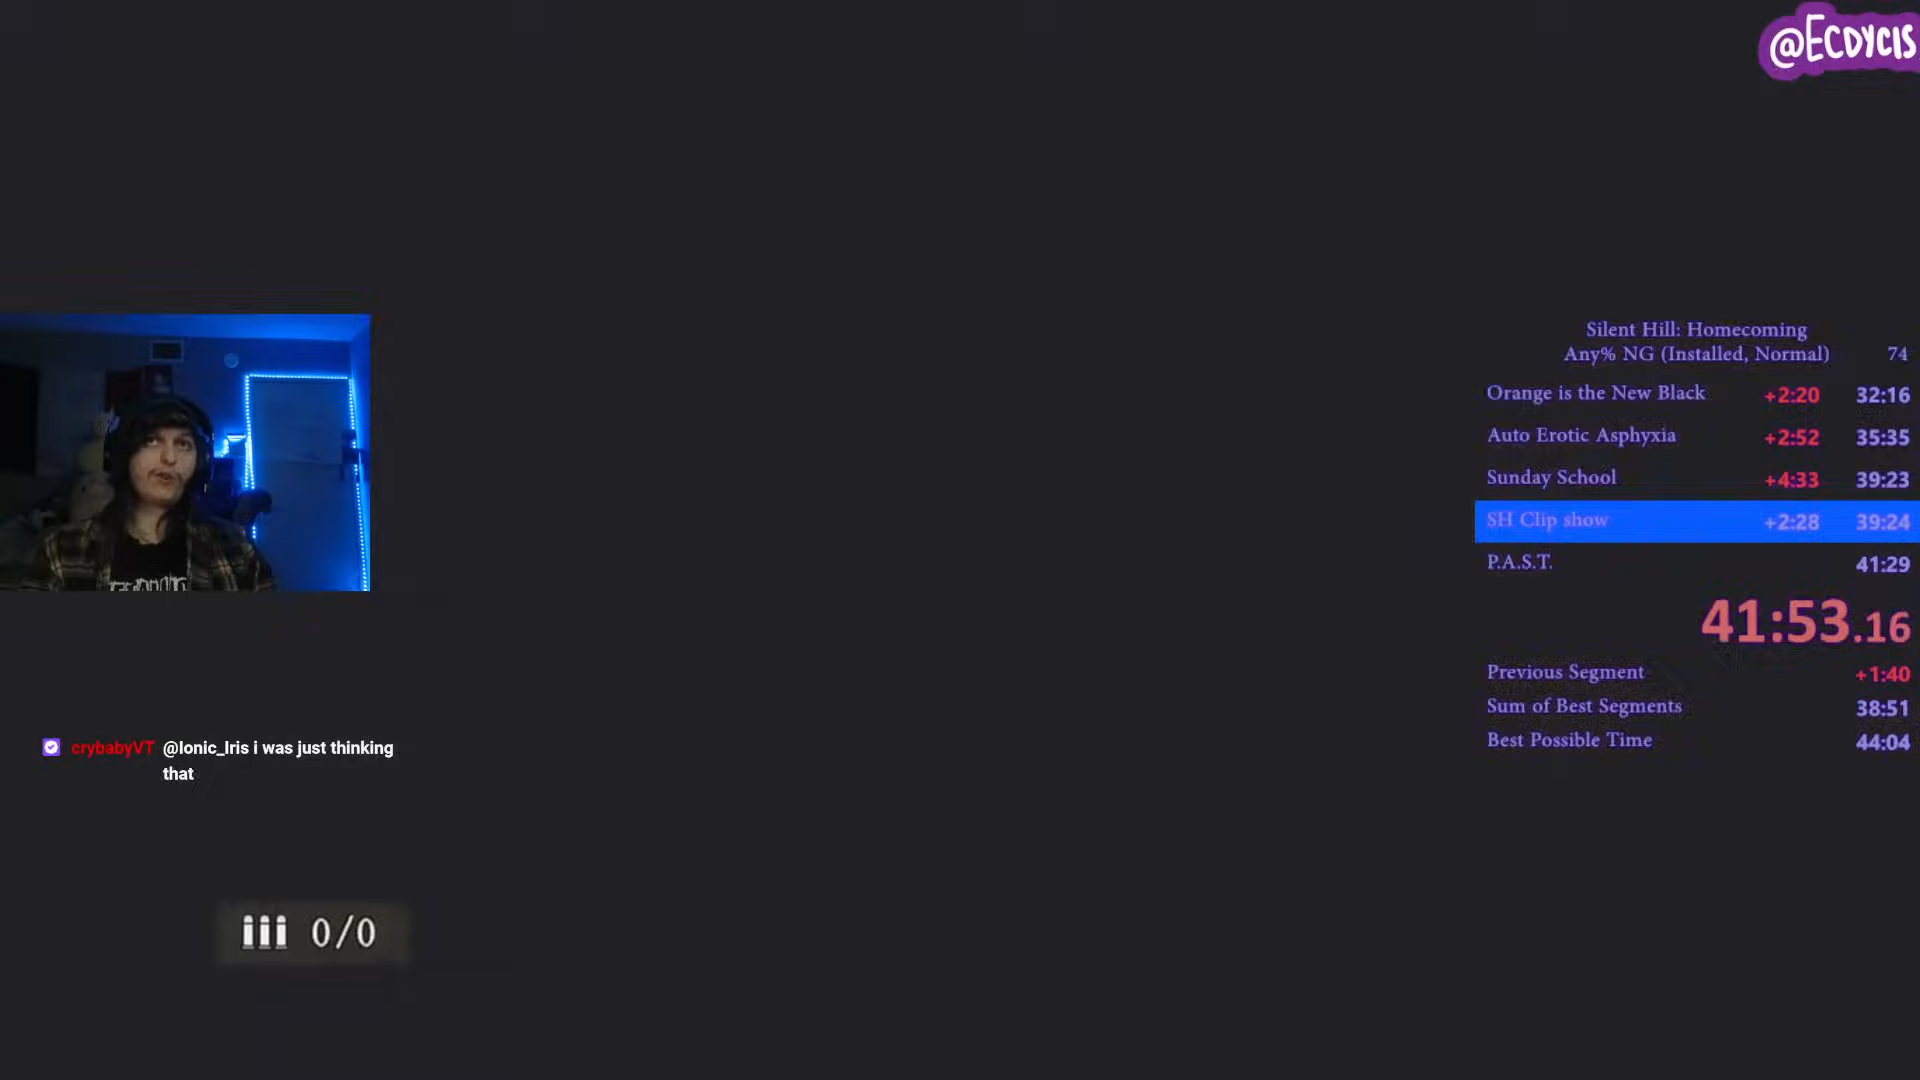 @ECDYCIS
Silent Hill: Homecoming
Any% NG (Installed, Normal) 74
Orange is the New Black +2:20 32:16
Auto Erotic Asphyxia +2:52 35:35
Sunday School +4:33 39:23
SH Clip show +2:28 39:24
P.A.S.T. 41:29
41:53.16
Previous Segment +1:40
Sum of Best Segments 38:51
Best Possible Time 44:04
crybabyVT @Ionic_Iris i was just thinking
that
0/0